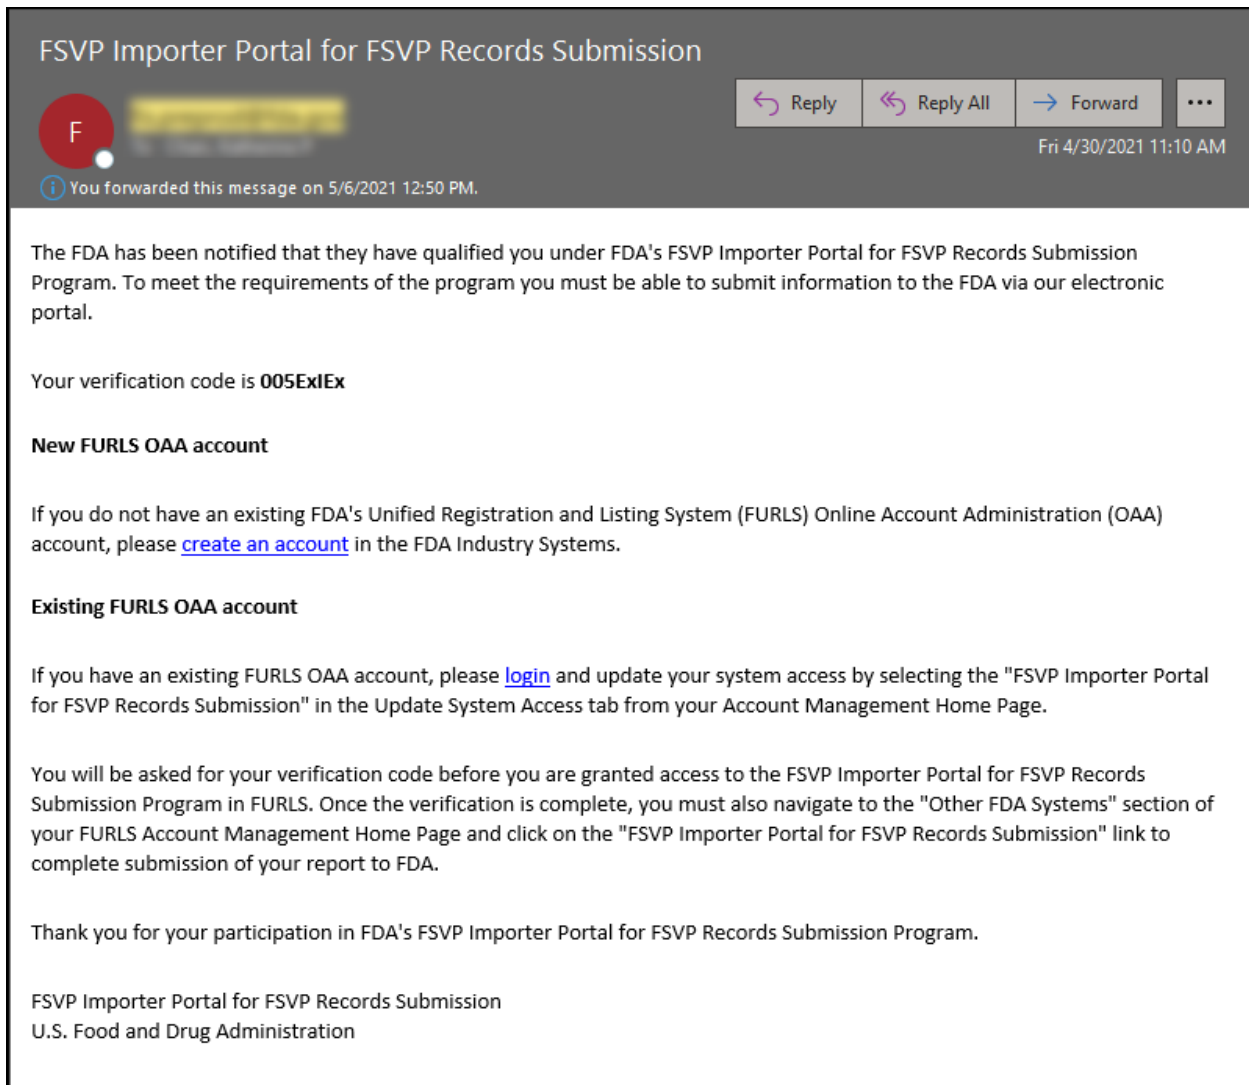 FSVP Importer Portal for FSVP Records Submission
F
Reply
Reply All
Forward
Fri 4/30/2021 11:10 AM
You forwarded this message on 5/6/2021 12:50 PM.
The FDA has been notified that they have qualified you under FDA's FSVP Importer Portal for FSVP Records Submission
Program. To meet the requirements of the program you must be able to submit information to the FDA via our electronic
portal.
Your verification code is 005ExIEx
New FURLS OAA account
If you do not have an existing FDA's Unified Registration and Listing System (FURLS) Online Account Administration (OAA)
account, please create an account in the FDA Industry Systems.
Existing FURLS OAA account
If you have an existing FURLS OAA account, please login and update your system access by selecting the "FSVP Importer Portal
for FSVP Records Submission" in the Update System Access tab from your Account Management Home Page.
You will be asked for your verification code before you are granted access to the FSVP Importer Portal for FSVP Records
Submission Program in FURLS. Once the verification is complete, you must also navigate to the "Other FDA Systems" section of
your FURLS Account Management Home Page and click on the "FSVP Importer Portal for FSVP Records Submission" link to
complete submission of your report to FDA.
Thank you for your participation in FDA's FSVP Importer Portal for FSVP Records Submission Program.
FSVP Importer Portal for FSVP Records Submission
U.S. Food and Drug Administration